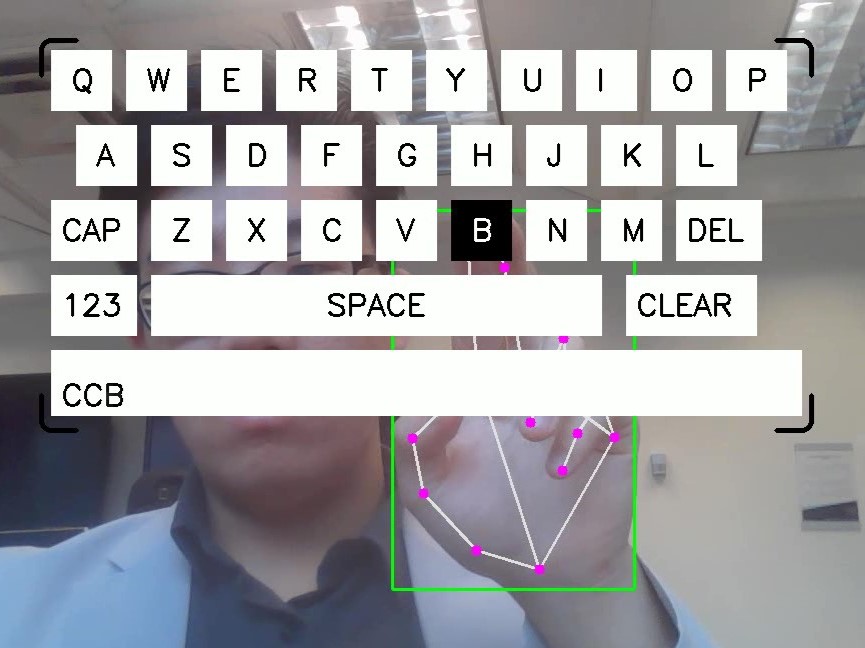 Q W E R T Y U I O P
A S D F G H J K L
CAP Z X C V B N M DEL
123 SPACE CLEAR
CCB